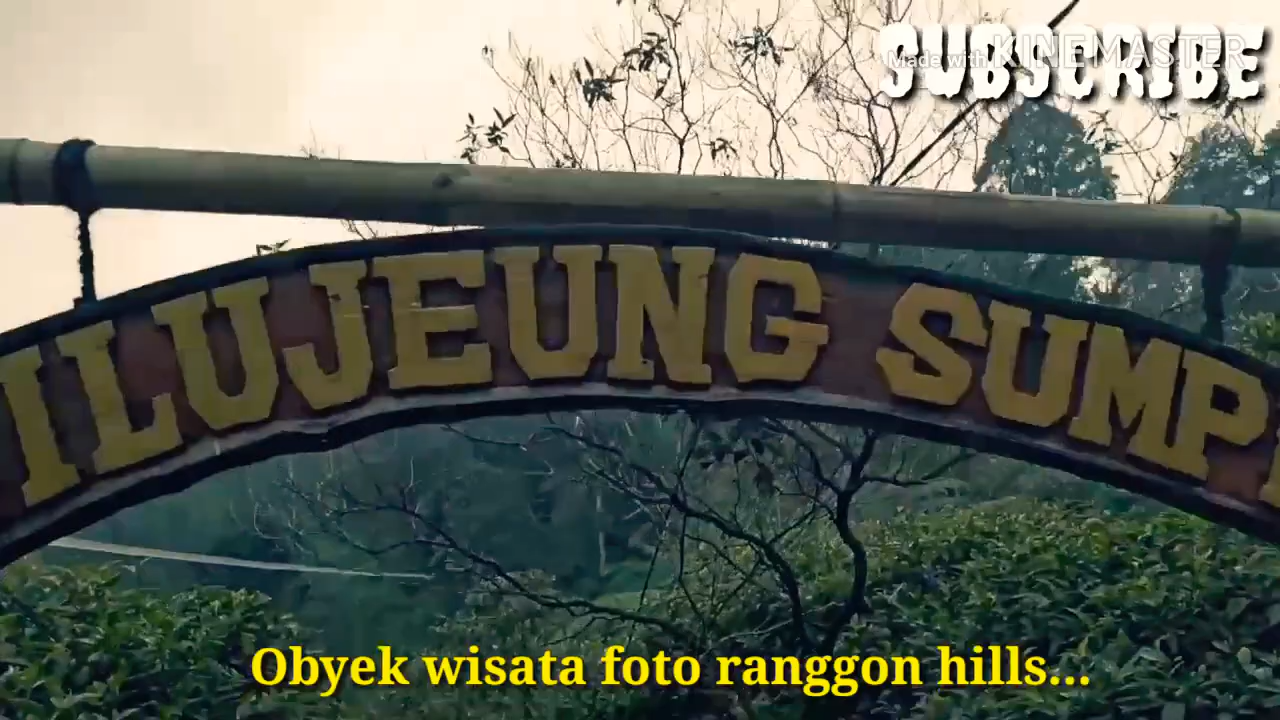 SUBSCRIBE
Made with KINEMASTER
ILUJEUNG SUMP
Obyek wisata foto ranggon hills...